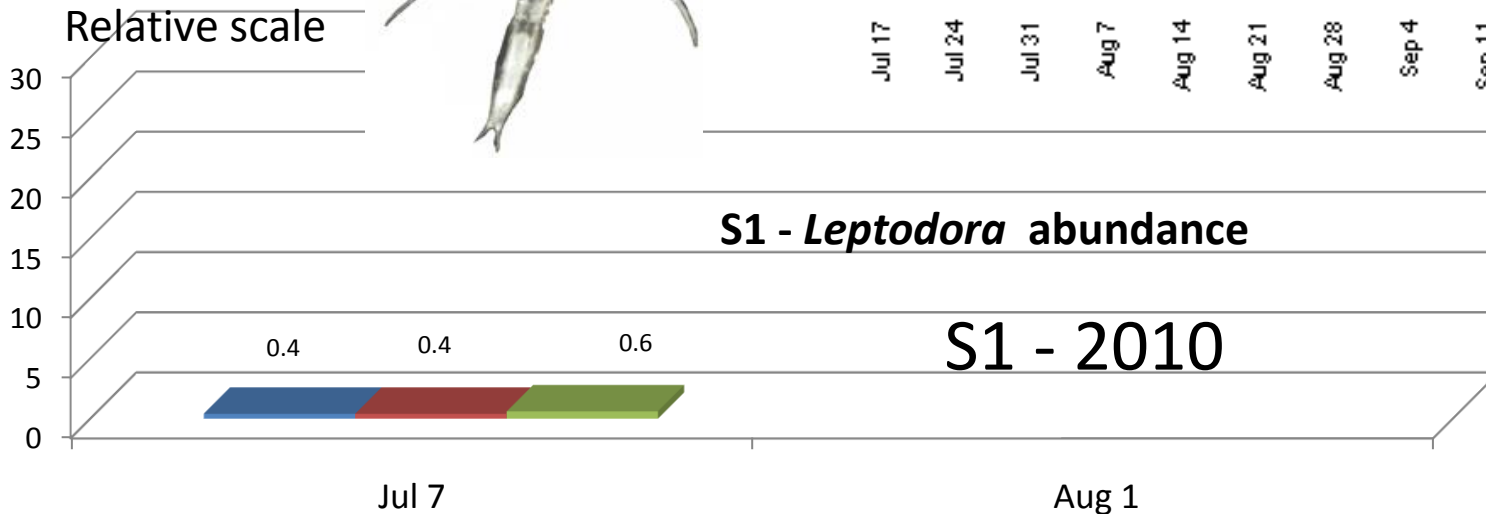 Relative scale
Jul 17
Jul 24
Jul 31
Aug 7
Aug 14
Aug 21
Aug 28
Sep 4
Sep 11
30
25
20
15
10
5
0
S1 - Leptodora abundance
S1 - 2010
0.4
0.4
0.6
Jul 7
Aug 1